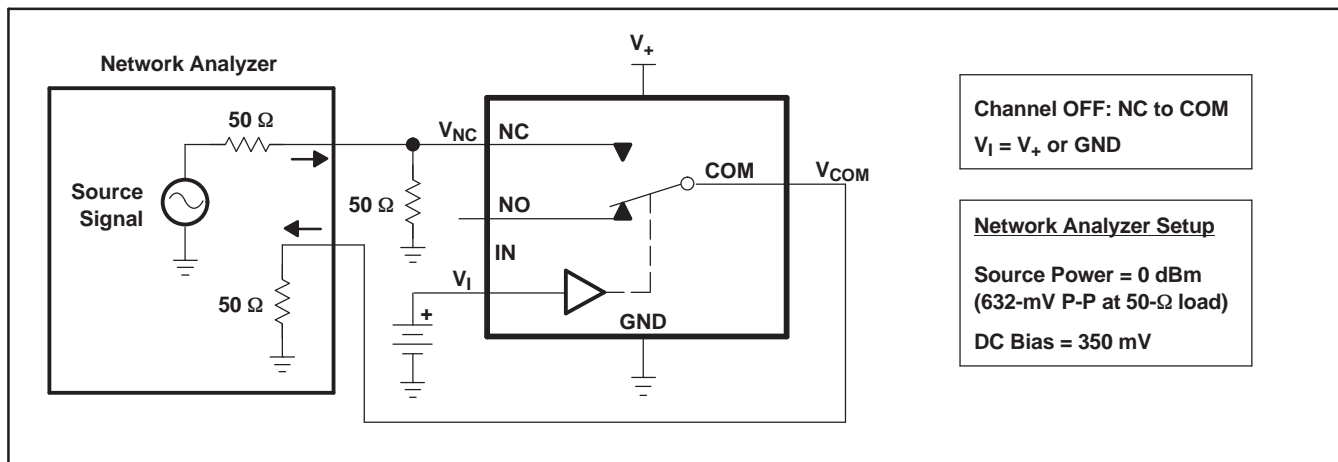 V+
Network Analyzer
50 Ω
VNC
NC
COM
VCOM
Source
Signal
50 Ω
NO
IN
50 Ω
VI
+
GND
Channel OFF: NC to COM
VI = V+ or GND
Network Analyzer Setup
Source Power = 0 dBm
(632-mV P-P at 50-Ω load)
DC Bias = 350 mV